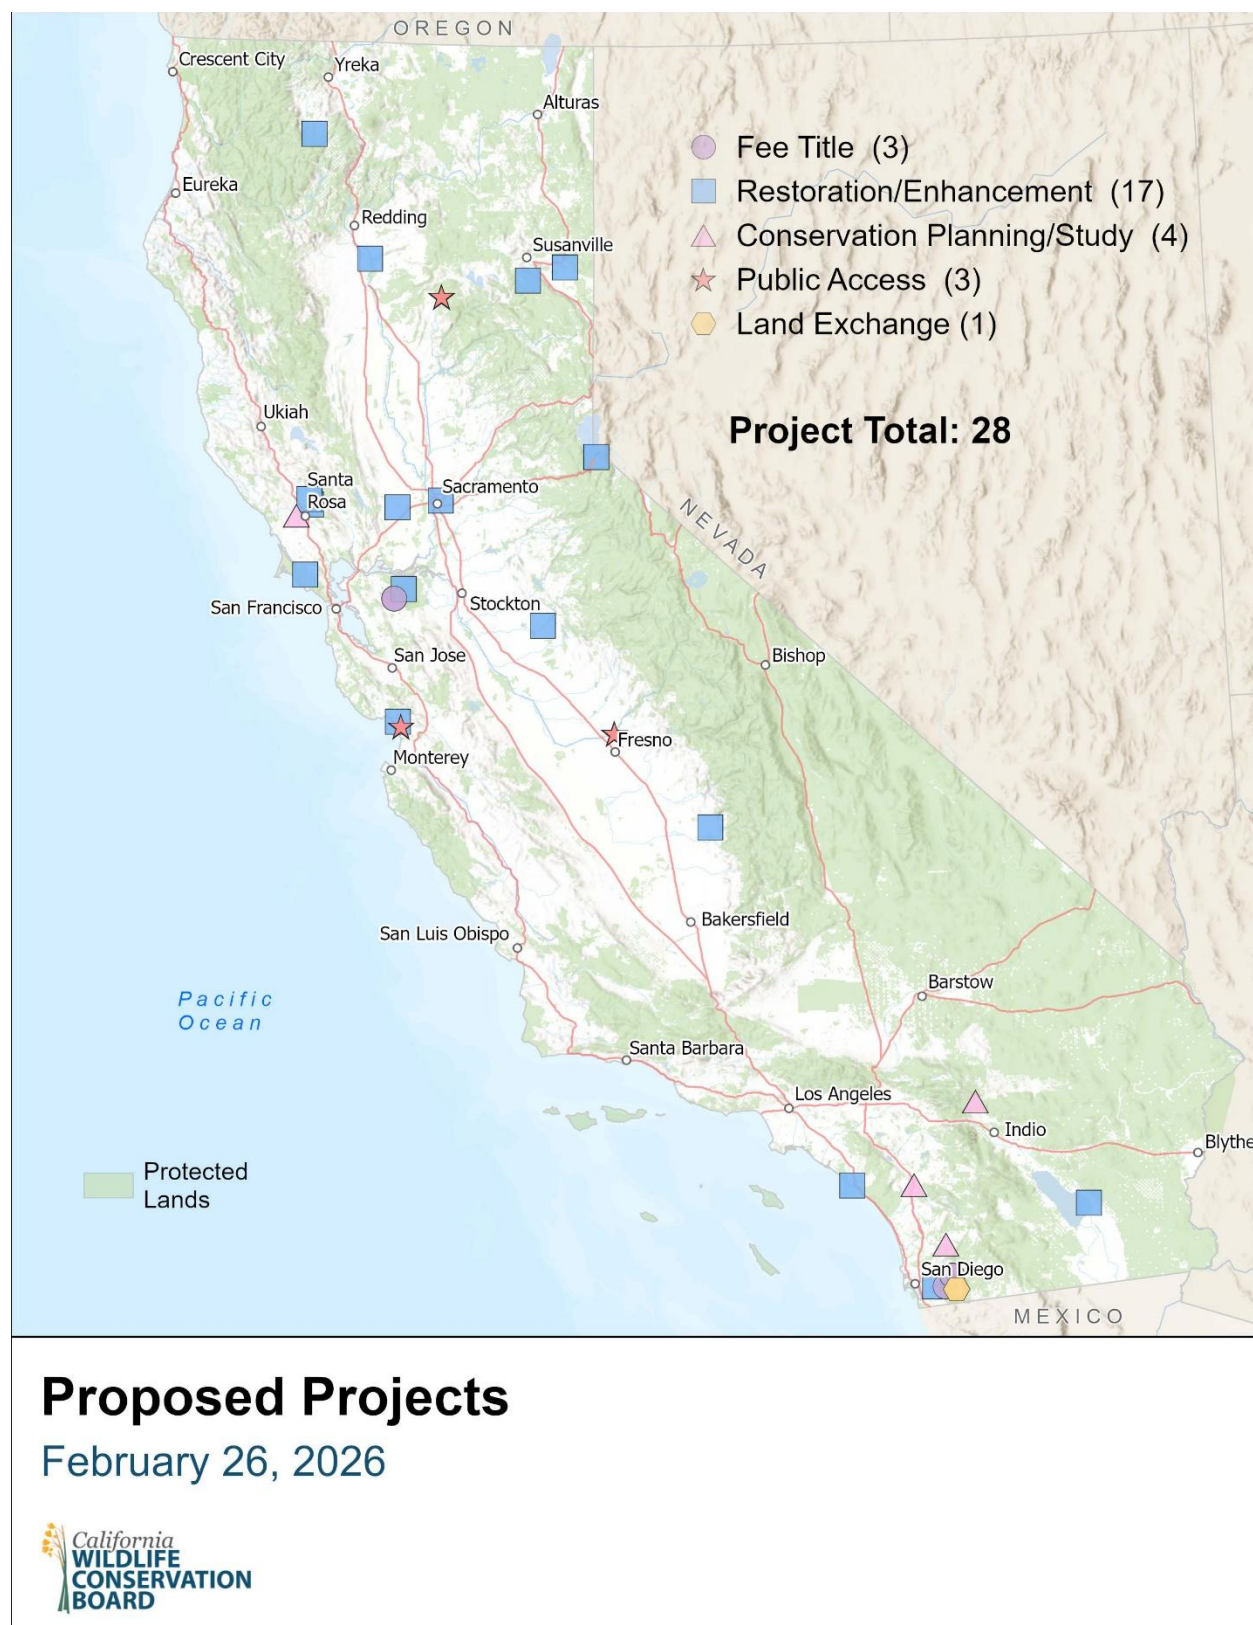 OREGON
Crescent City
Yreka
Alturas
Fee Title (3)
Eureka
Restoration/Enhancement (17)
Redding
Conservation Planning/Study (4)
Susanville
Public Access (3)
Land Exchange (1)
Ukiah
Project Total: 28
Santa
Rosa
Sacramento
NEVADA
San Francisco
Stockton
San Jose
Bishop
Fresno
Monterey
Bakersfield
San Luis Obispo
Barstow
Pacific
Ocean
Santa Barbara
Los Angeles
Indio
Blythe
Protected
Lands
San Diego
MEXICO
Proposed Projects
February 26, 2026
California
WILDLIFE
CONSERVATION
BOARD